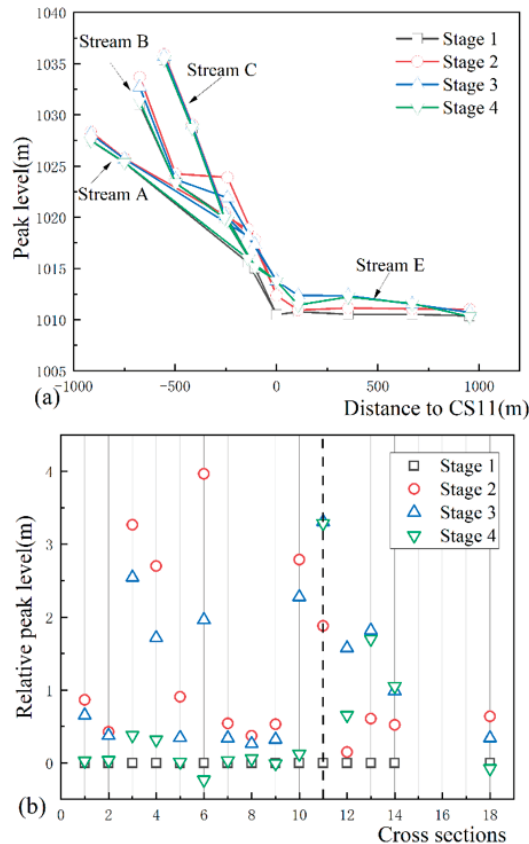 1040
1035
1030
1025
1020
1015
1010
1005
Peak level(m)
Stream B
Stream C
Stream A
Stream E
Stage 1
Stage 2
Stage 3
Stage 4
-1000 -500 0 500 1000
(a) Distance to CS11(m)
4
3
2
1
0
Relative peak level(m)
Stage 1
Stage 2
Stage 3
Stage 4
0 2 4 6 8 10 12 14 16 18
(b) Cross sections